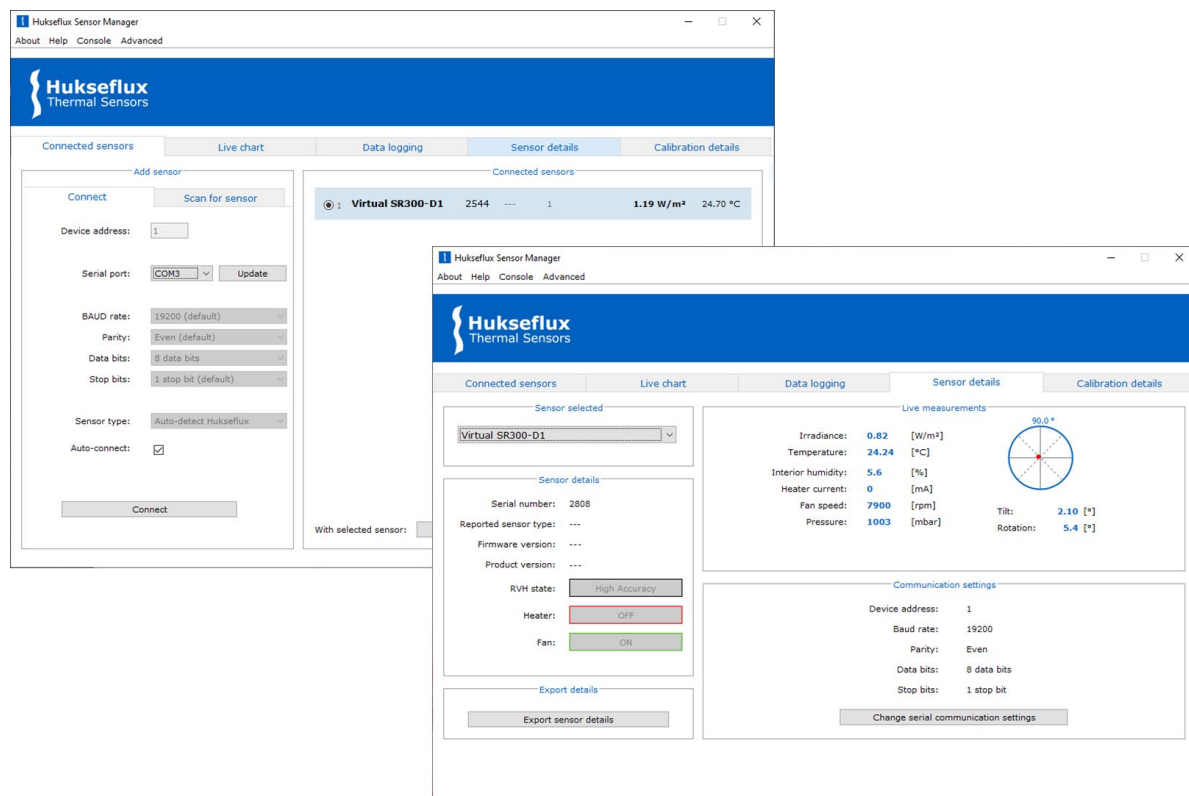 Hukseflux Sensor Manager
About Help Console Advanced
Hukseflux
Thermal Sensors
Connected sensors Live chart Data logging Sensor details Calibration details
Add sensor
Connect Scan for sensor
Device address: 1
Serial port: COM3 Update
BAUD rate: 19200 (default)
Parity: Even (default)
Data bits: 8 data bits
Stop bits: 1 stop bit (default)
Sensor type: Auto-detect Hukseflux
Auto-connect:
Connect
Connected sensors
1 Virtual SR300-D1 2544 --- 1 1.19 W/m² 24.70 °C
With selected sensor:
Hukseflux Sensor Manager
About Help Console Advanced
Hukseflux
Thermal Sensors
Connected sensors Live chart Data logging Sensor details Calibration details
Sensor selected
Virtual SR300-D1
Sensor details
Serial number: 2808
Reported sensor type: ---
Firmware version: ---
Product version: ---
RVH state: High Accuracy
Heater: OFF
Fan: ON
Export details
Export sensor details
Live measurements
Irradiance: 0.82 [W/m²]
Temperature: 24.24 [°C]
Interior humidity: 5.6 [%]
Heater current: 0 [mA]
Fan speed: 7900 [rpm]
Pressure: 1003 [mbar]
90.0 °
Tilt: 2.10 [°]
Rotation: 5.4 [°]
Communication settings
Device address: 1
Baud rate: 19200
Parity: Even
Data bits: 8 data bits
Stop bits: 1 stop bit
Change serial communication settings